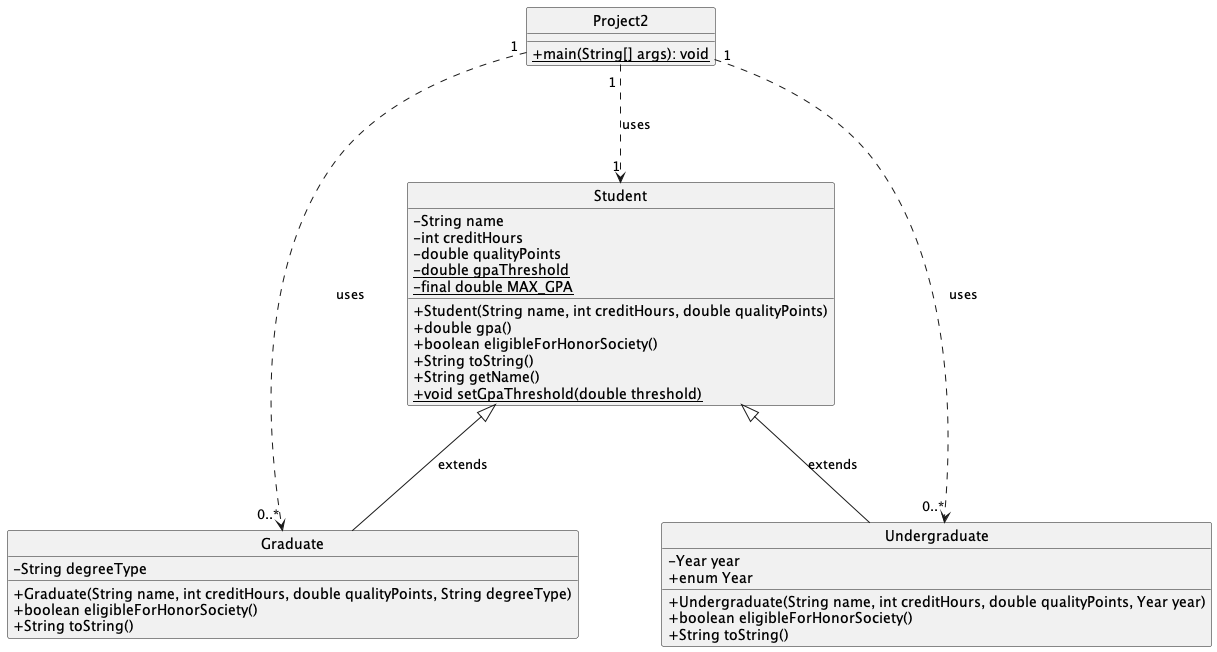 Project2
+main(String[] args): void
1
1
1
uses
1
Student
-String name
-int creditHours
-double qualityPoints
-double gpaThreshold
-final double MAX_GPA
+Student(String name, int creditHours, double qualityPoints)
+double gpa()
+boolean eligibleForHonorSociety()
+String toString()
+String getName()
+void setGpaThreshold(double threshold)
uses
uses
extends
extends
0..*
0..*
Graduate
-String degreeType
+Graduate(String name, int creditHours, double qualityPoints, String degreeType)
+boolean eligibleForHonorSociety()
+String toString()
Undergraduate
-Year year
+enum Year
+Undergraduate(String name, int creditHours, double qualityPoints, Year year)
+boolean eligibleForHonorSociety()
+String toString()